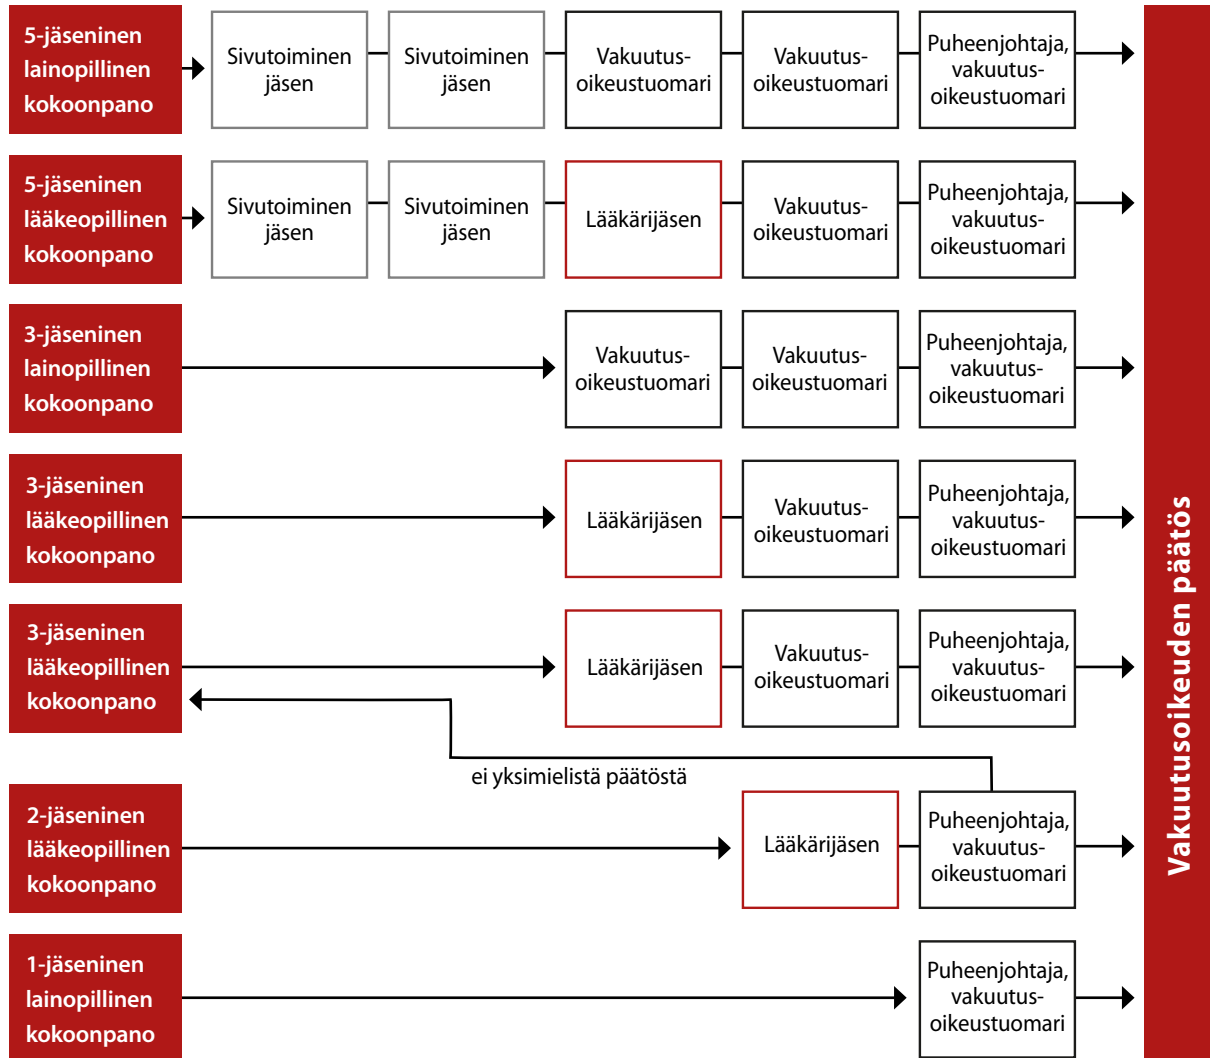 5-jäseninen
lainopillinen
kokoonpano
Sivutoiminen
jäsen
Sivutoiminen
jäsen
Vakuutus-
oikeustuomari
Vakuutus-
oikeustuomari
Puheenjohtaja,
vakuutus-
oikeustuomari
5-jäseninen
lääkeopillinen
kokoonpano
Sivutoiminen
jäsen
Sivutoiminen
jäsen
Lääkärijäsen
Vakuutus-
oikeustuomari
Puheenjohtaja,
vakuutus-
oikeustuomari
3-jäseninen
lainopillinen
kokoonpano
Vakuutus-
oikeustuomari
Vakuutus-
oikeustuomari
Puheenjohtaja,
vakuutus-
oikeustuomari
3-jäseninen
lääkeopillinen
kokoonpano
Lääkärijäsen
Vakuutus-
oikeustuomari
Puheenjohtaja,
vakuutus-
oikeustuomari
3-jäseninen
lääkeopillinen
kokoonpano
Lääkärijäsen
Vakuutus-
oikeustuomari
Puheenjohtaja,
vakuutus-
oikeustuomari
ei yksimielistä päätöstä
2-jäseninen
lääkeopillinen
kokoonpano
Lääkärijäsen
Puheenjohtaja,
vakuutus-
oikeustuomari
1-jäseninen
lainopillinen
kokoonpano
Puheenjohtaja,
vakuutus-
oikeustuomari
Vakuutusoikeuden päätös